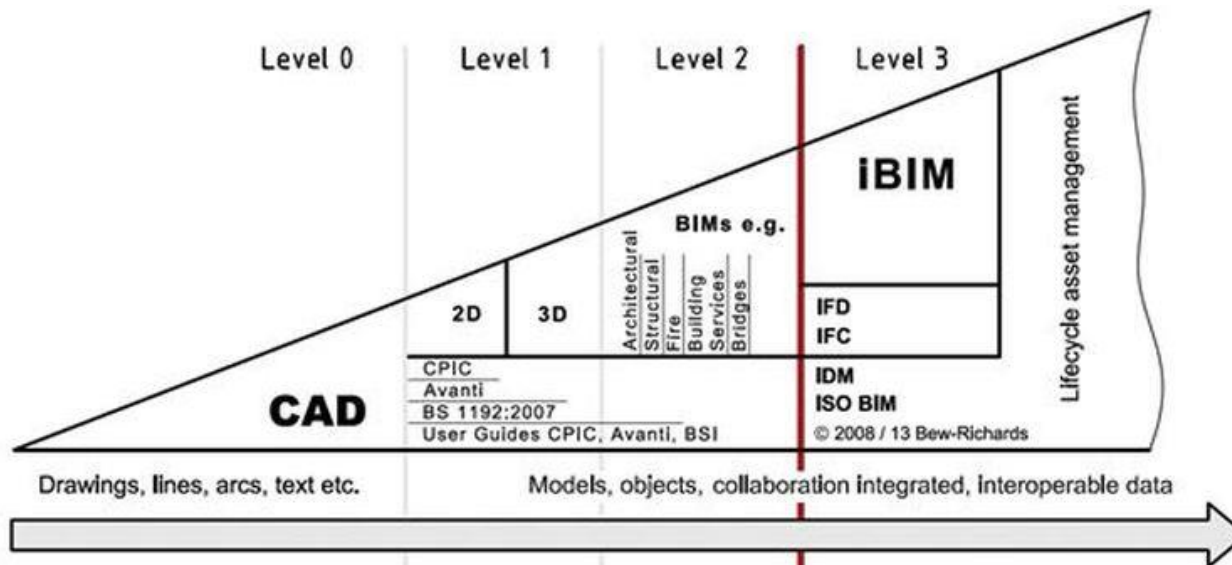 Level 0
Level 1
Level 2
Level 3
iBIM
BIMs e.g.
Architectural
Structural
Fire
Building
Services
Bridges
2D
3D
IFD
IFC
CPIC
Avanti
BS 1192:2007
User Guides CPIC, Avanti, BSI
CAD
IDM
ISO BIM
© 2008 / 13 Bew-Richards
Lifecycle asset management
Drawings, lines, arcs, text etc.
Models, objects, collaboration integrated, interoperable data